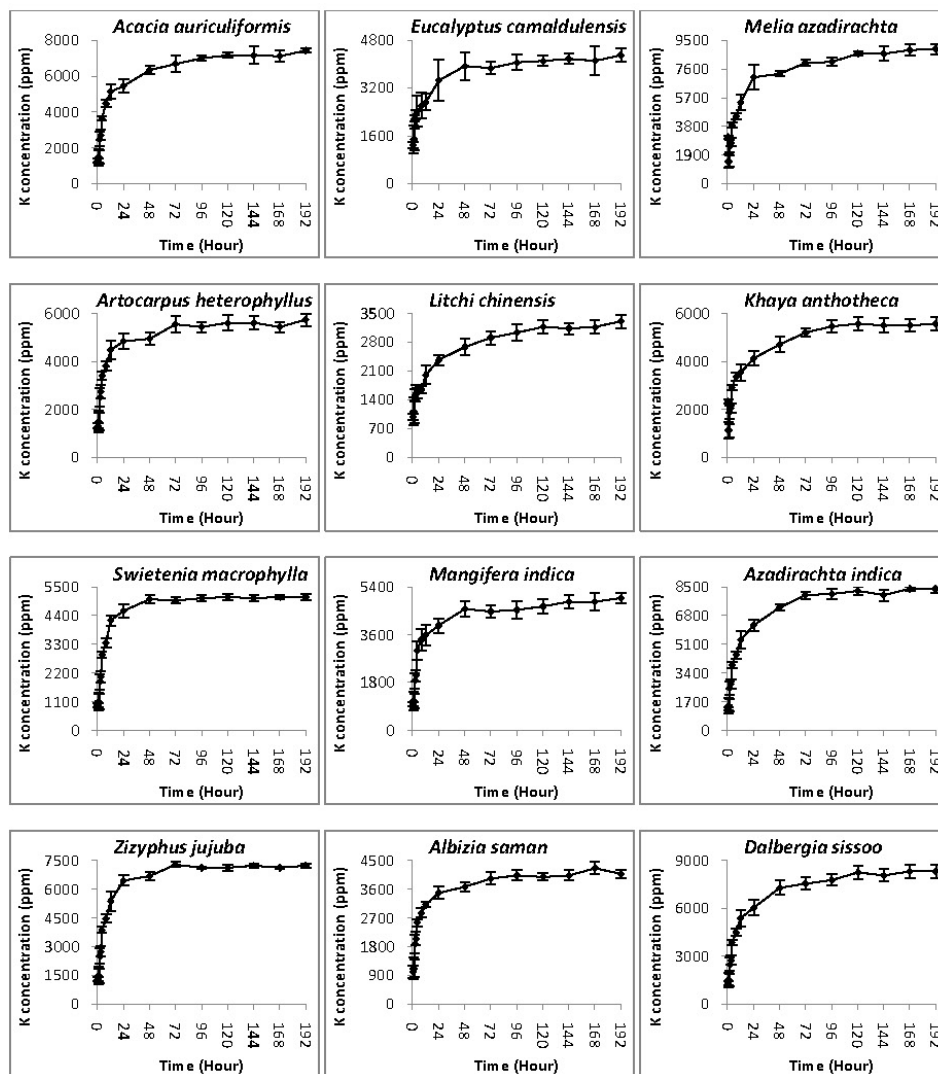 Acacia auriculiformis
K concentration (ppm)
8000
6000
4000
2000
0
0 24 48 72 96 120 144 168 192
Time (Hour)
Eucalyptus camaldulensis
K concentration (ppm)
4800
3200
1600
0
0 24 48 72 96 120 144 168 192
Time (Hour)
Melia azadirachta
K concentration (ppm)
9500
7600
5700
3800
1900
0
0 24 48 72 96 120 144 168 192
Time (Hour)
Artocarpus heterophyllus
K concentration (ppm)
6000
4000
2000
0
0 24 48 72 96 120 144 168 192
Time (Hour)
Litchi chinensis
K concentration (ppm)
3500
2800
2100
1400
700
0
0 24 48 72 96 120 144 168 192
Time (Hour)
Khaya anthotheca
K concentration (ppm)
6000
4000
2000
0
0 24 48 72 96 120 144 168 192
Time (Hour)
Swietenia macrophylla
K concentration (ppm)
5500
4400
3300
2200
1100
0
0 24 48 72 96 120 144 168 192
Time (Hour)
Mangifera indica
K concentration (ppm)
5400
3600
1800
0
0 24 48 72 96 120 144 168 192
Time (Hour)
Azadirachta indica
K concentration (ppm)
8500
6800
5100
3400
1700
0
0 24 48 72 96 120 144 168 192
Time (Hour)
Zizyphus jujuba
K concentration (ppm)
7500
6000
4500
3000
1500
0
0 24 48 72 96 120 144 168 192
Time (Hour)
Albizia saman
K concentration (ppm)
4500
3600
2700
1800
900
0
0 24 48 72 96 120 144 168 192
Time (Hour)
Dalbergia sissoo
K concentration (ppm)
9000
6000
3000
0
0 24 48 72 96 120 144 168 192
Time (Hour)